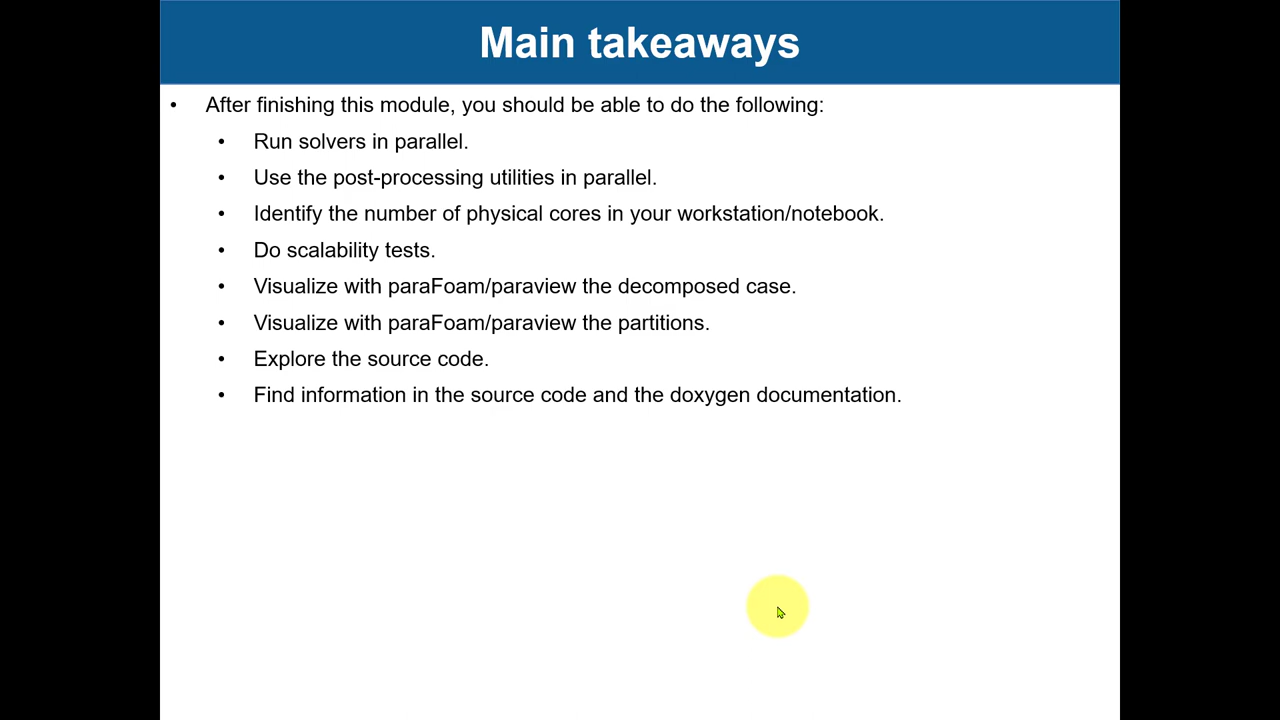 Main takeaways
• After finishing this module, you should be able to do the following:
• Run solvers in parallel.
• Use the post-processing utilities in parallel.
• Identify the number of physical cores in your workstation/notebook.
• Do scalability tests.
• Visualize with paraFoam/paraview the decomposed case.
• Visualize with paraFoam/paraview the partitions.
• Explore the source code.
• Find information in the source code and the doxygen documentation.